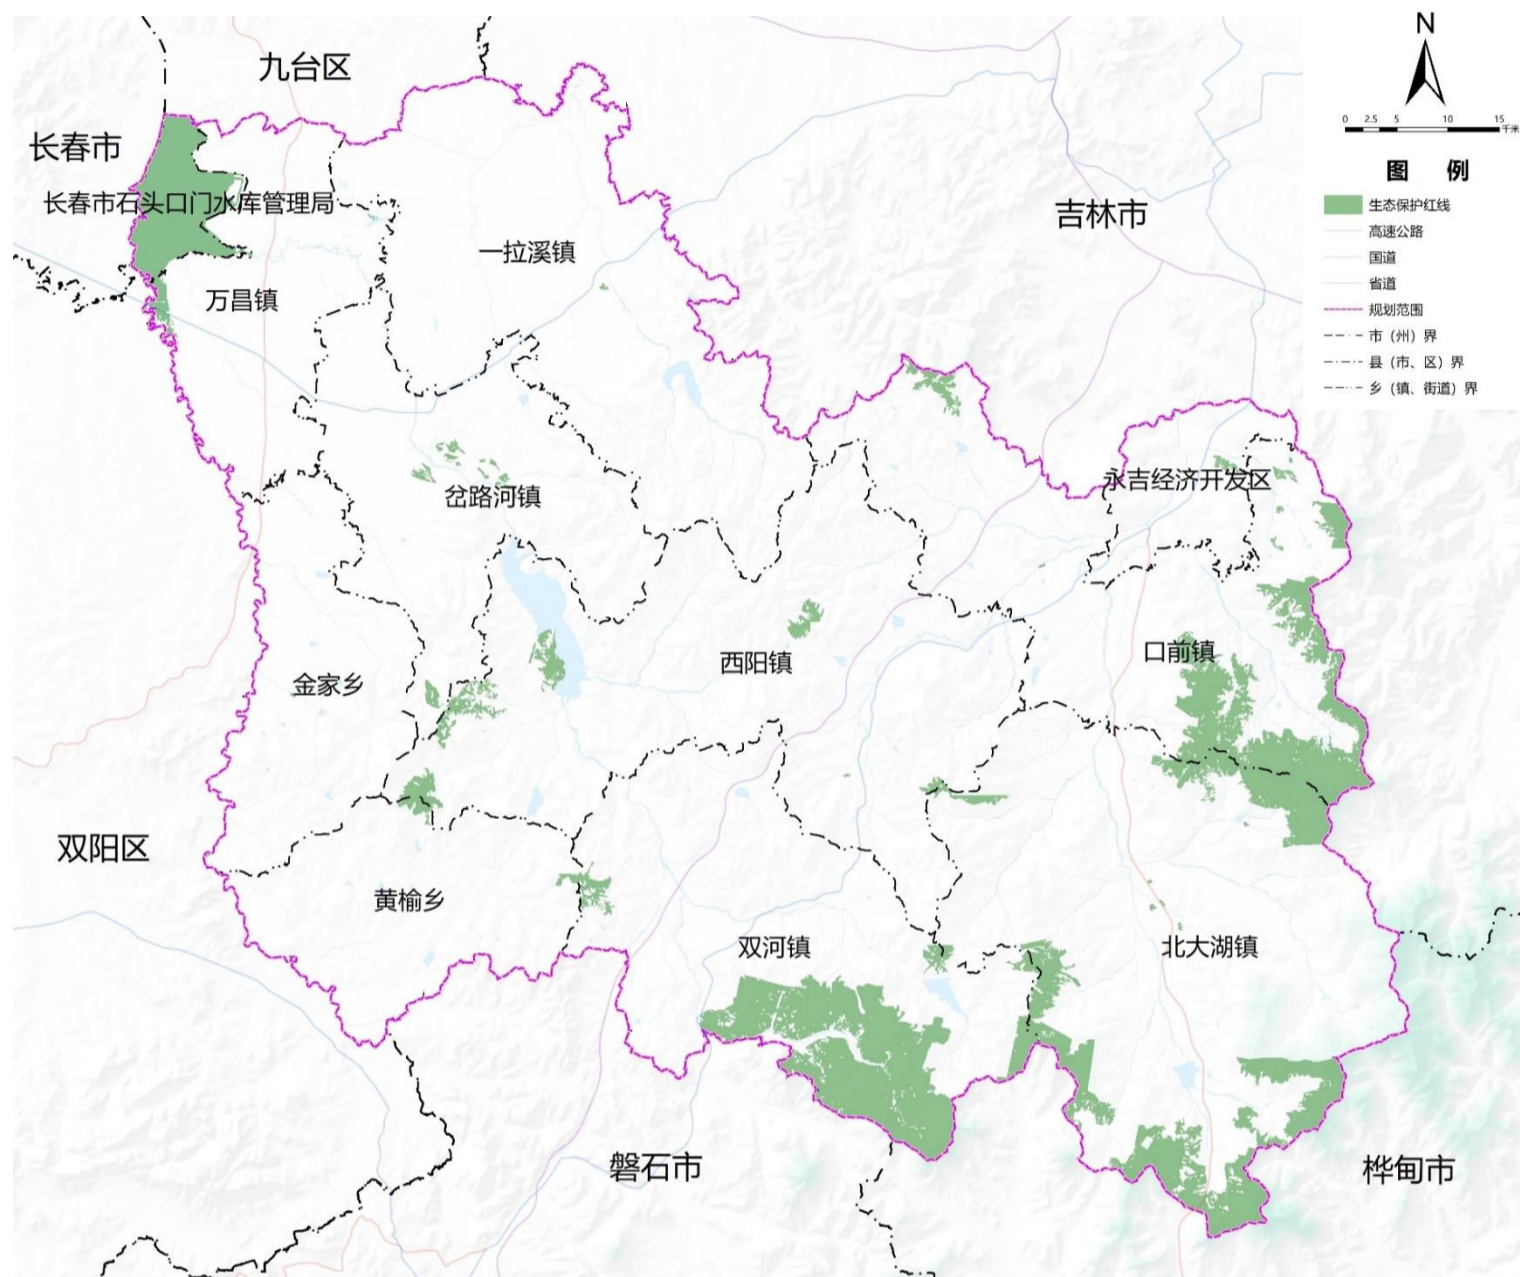 九台区
N
长春市
0 2.5 5 10 15
千米
图 例
长春市石头口门水库管理局
生态保护红线
吉林市
高速公路
一拉溪镇
国道
万昌镇
省道
规划范围
市（州）界
县（市、区）界
乡（镇、街道）界
永吉经济开发区
岔路河镇
口前镇
西阳镇
金家乡
双阳区
黄榆乡
双河镇
北大湖镇
磐石市
桦甸市